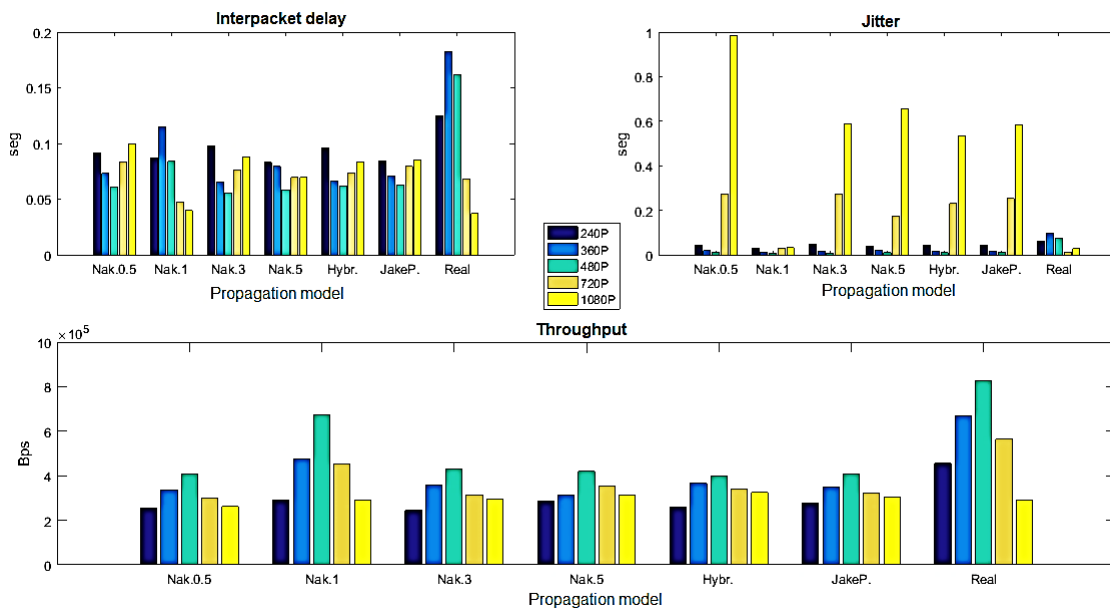 Interpacket delay
0.2
0.15
0.1
0.05
0
seg
Nak.0.5 Nak.1 Nak.3 Nak.5 Hybr. JakeP. Real
Propagation model
Jitter
1
0.8
0.6
0.4
0.2
0
seg
Nak.0.5 Nak.1 Nak.3 Nak.5 Hybr. JakeP. Real
Propagation model
240P
360P
480P
720P
1080P
Throughput
×10⁵
10
8
6
4
2
0
Bps
Nak.0.5 Nak.1 Nak.3 Nak.5 Hybr. JakeP. Real
Propagation model